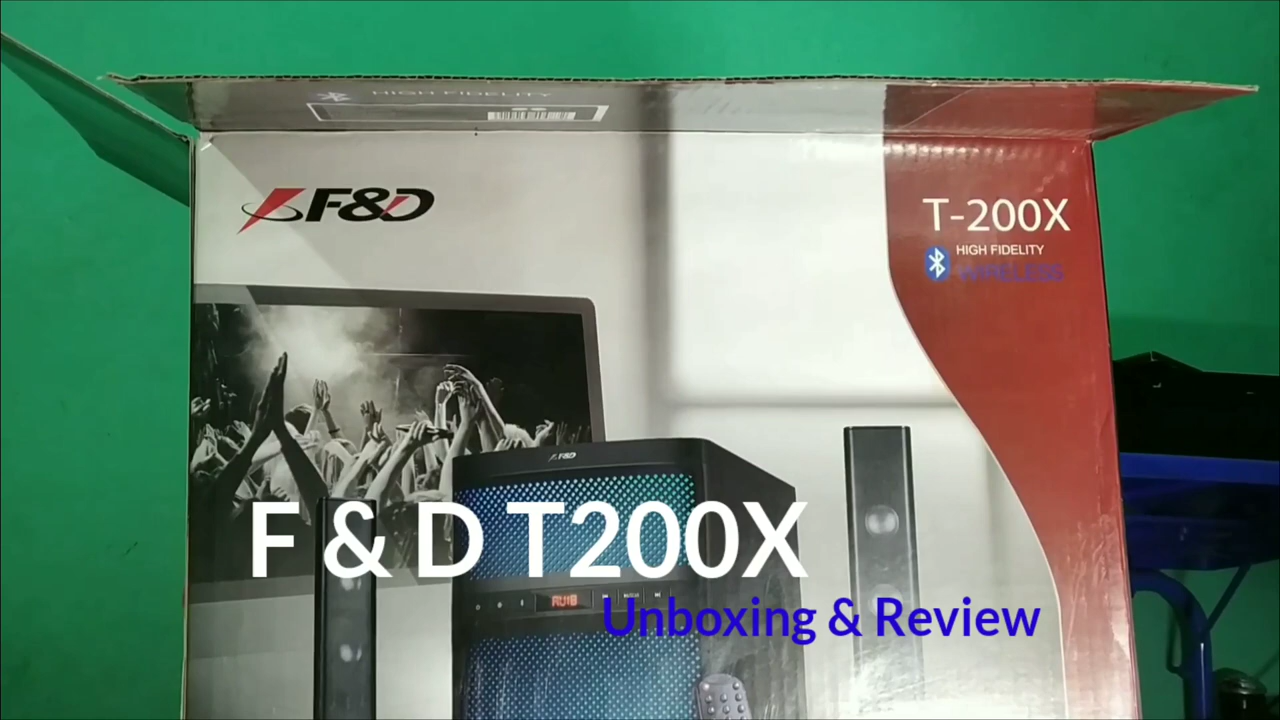 HIGH FIDELITY
F&D
T-200X
HIGH FIDELITY
WIRELESS
F&D
F & D T200X
Unboxing & Review